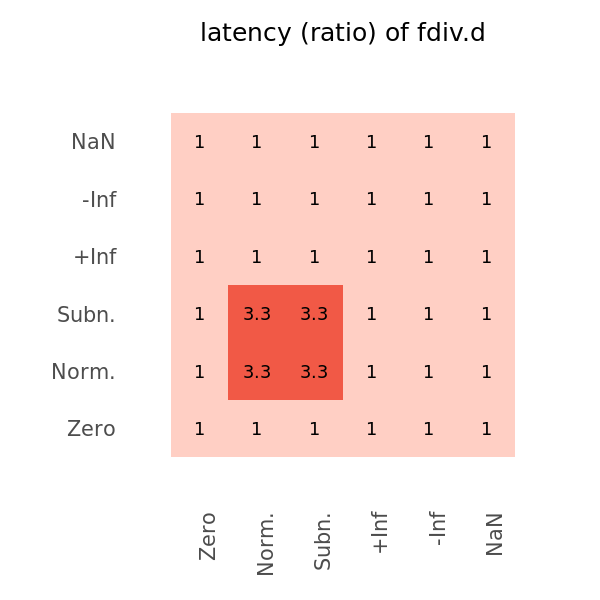 latency (ratio) of fdiv.d
NaN 1 1 1 1 1 1
-Inf 1 1 1 1 1 1
+Inf 1 1 1 1 1 1
Subn. 1 3.3 3.3 1 1 1
Norm. 1 3.3 3.3 1 1 1
Zero 1 1 1 1 1 1
Zero Norm. Subn. +Inf -Inf NaN